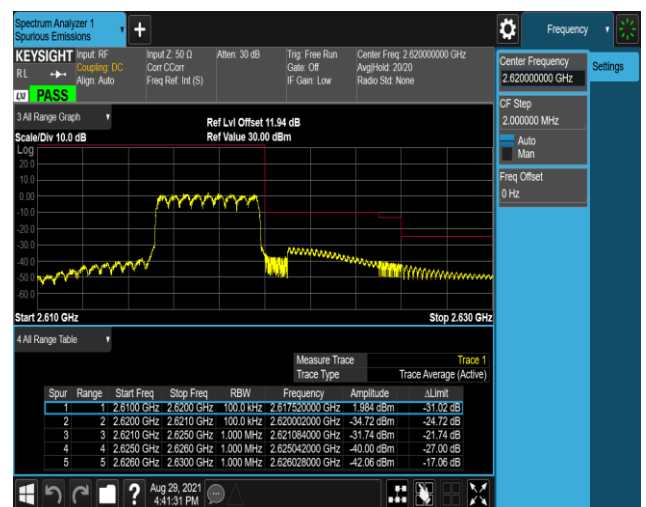 Spectrum Analyzer 1
Spurious Emissions
Frequency
KEYSIGHT Input: RF Input Z: 50 Ω Atten: 30 dB Trig: Free Run Center Freq: 2.620000000 GHz
RL Coupling: DC Corr CCorr Gate: Off Avg|Hold: 20/20
Align: Auto Freq Ref: Int (S) IF Gain: Low Radio Std: None
LXI PASS
Center Frequency
2.620000000 GHz
Settings
CF Step
2.000000 MHz
Auto
Man
Freq Offset
0 Hz
3 All Range Graph
Ref Lvl Offset 11.94 dB
Scale/Div 10.0 dB Ref Value 30.00 dBm
Log
20.0
10.0
0.00
-10.0
-20.0
-30.0
-40.0
-50.0
-60.0
Start 2.610 GHz Stop 2.630 GHz
4 All Range Table
Measure Trace Trace 1
Trace Type Trace Average (Active)
Spur Range Start Freq Stop Freq RBW Frequency Amplitude ΔLimit
1 1 2.6100 GHz 2.6200 GHz 100.0 kHz 2.617520000 GHz 1.984 dBm -31.02 dB
2 2 2.6200 GHz 2.6210 GHz 100.0 kHz 2.620002000 GHz -34.72 dBm -24.72 dB
3 3 2.6210 GHz 2.6250 GHz 1.000 MHz 2.621084000 GHz -31.74 dBm -21.74 dB
4 4 2.6250 GHz 2.6260 GHz 1.000 MHz 2.625042000 GHz -40.00 dBm -27.00 dB
5 5 2.6260 GHz 2.6300 GHz 1.000 MHz 2.626028000 GHz -42.06 dBm -17.06 dB
Aug 29, 2021
4:41:31 PM